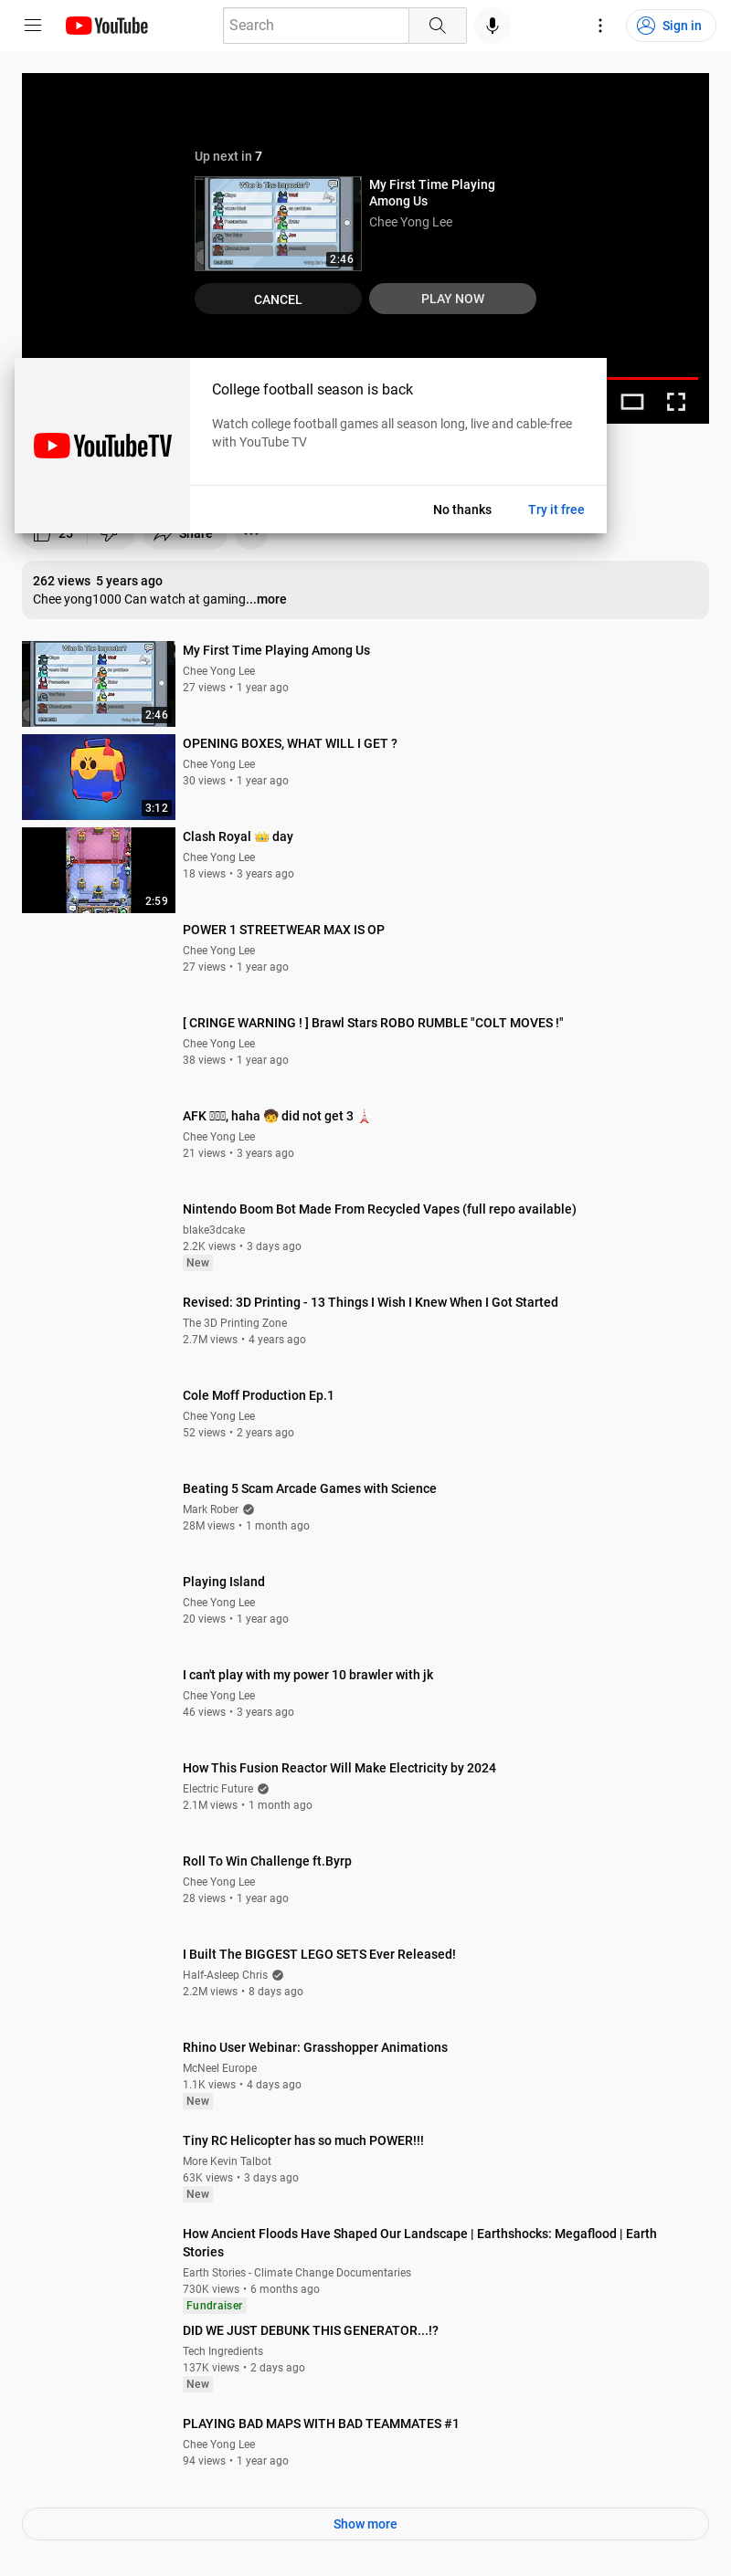 YouTube
Search
Sign in
Up next in 7
Who Is The Impostor?
2:46
My First Time Playing
Among Us
Chee Yong Lee
CANCEL
PLAY NOW
YouTubeTV
College football season is back
Watch college football games all season long, live and cable-free
with YouTube TV
No thanks
Try it free
25
Share
262 views 5 years ago
Chee yong1000 Can watch at gaming...more
Who Is The Impostor?
2:46
My First Time Playing Among Us
Chee Yong Lee
27 views • 1 year ago
3:12
OPENING BOXES, WHAT WILL I GET ?
Chee Yong Lee
30 views • 1 year ago
2:59
Clash Royal 👑 day
Chee Yong Lee
18 views • 3 years ago
POWER 1 STREETWEAR MAX IS OP
Chee Yong Lee
27 views • 1 year ago
[ CRINGE WARNING ! ] Brawl Stars ROBO RUMBLE "COLT MOVES !"
Chee Yong Lee
38 views • 1 year ago
AFK , haha 🧒 did not get 3 🗼
Chee Yong Lee
21 views • 3 years ago
Nintendo Boom Bot Made From Recycled Vapes (full repo available)
blake3dcake
2.2K views • 3 days ago
New
Revised: 3D Printing - 13 Things I Wish I Knew When I Got Started
The 3D Printing Zone
2.7M views • 4 years ago
Cole Moff Production Ep.1
Chee Yong Lee
52 views • 2 years ago
Beating 5 Scam Arcade Games with Science
Mark Rober
28M views • 1 month ago
Playing Island
Chee Yong Lee
20 views • 1 year ago
I can't play with my power 10 brawler with jk
Chee Yong Lee
46 views • 3 years ago
How This Fusion Reactor Will Make Electricity by 2024
Electric Future
2.1M views • 1 month ago
Roll To Win Challenge ft.Byrp
Chee Yong Lee
28 views • 1 year ago
I Built The BIGGEST LEGO SETS Ever Released!
Half-Asleep Chris
2.2M views • 8 days ago
Rhino User Webinar: Grasshopper Animations
McNeel Europe
1.1K views • 4 days ago
New
Tiny RC Helicopter has so much POWER!!!
More Kevin Talbot
63K views • 3 days ago
New
How Ancient Floods Have Shaped Our Landscape | Earthshocks: Megaflood | Earth
Stories
Earth Stories - Climate Change Documentaries
730K views • 6 months ago
Fundraiser
DID WE JUST DEBUNK THIS GENERATOR...!?
Tech Ingredients
137K views • 2 days ago
New
PLAYING BAD MAPS WITH BAD TEAMMATES #1
Chee Yong Lee
94 views • 1 year ago
Show more